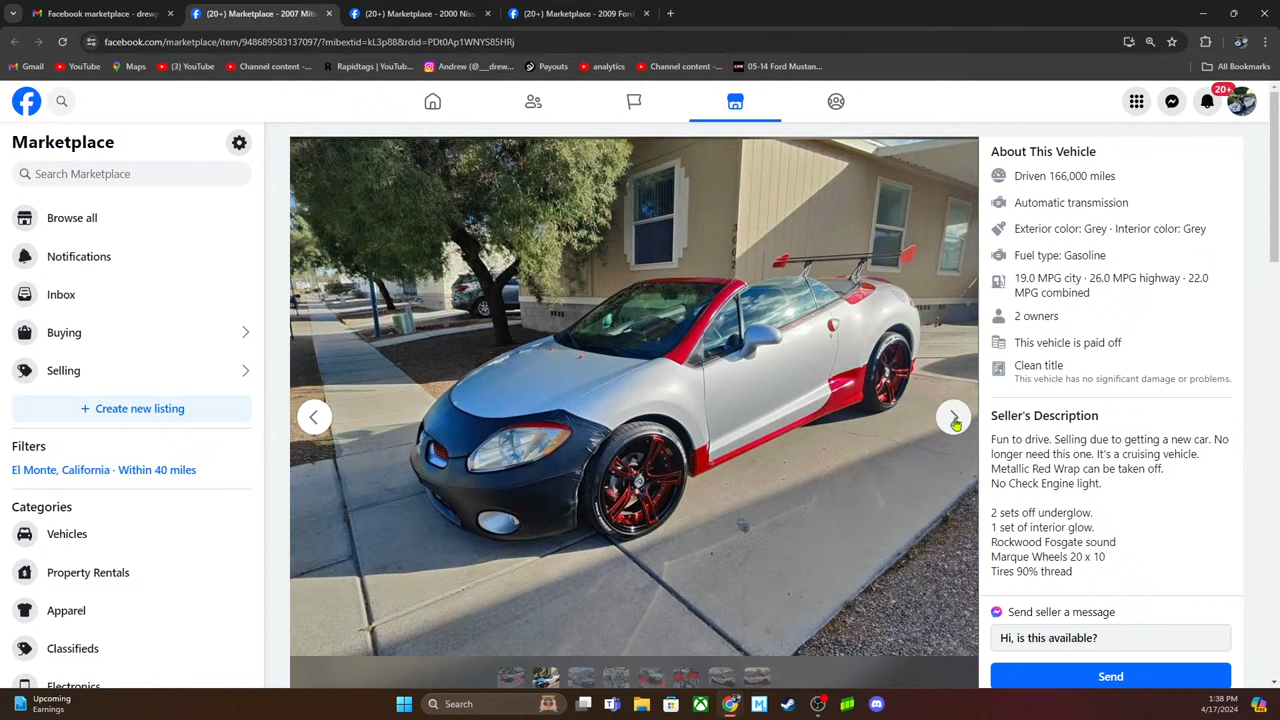 Facebook marketplace - drewp
(20+) Marketplace - 2007 Mits
(20+) Marketplace - 2000 Niss
(20+) Marketplace - 2009 Ford
facebook.com/marketplace/item/948689583137097/?mibextid=kL3p88&rdid=PDt0Ap1WNYS85HRj
Gmail
YouTube
Maps
(3) YouTube
Channel content -...
Rapidtags | YouTub...
Andrew (@___drew...
Payouts
analytics
Channel content -...
05-14 Ford Mustan...
All Bookmarks
20+
Marketplace
Search Marketplace
Browse all
Notifications
Inbox
Buying
Selling
+ Create new listing
Filters
El Monte, California · Within 40 miles
Categories
Vehicles
Property Rentals
Apparel
Classifieds
Electronics
About This Vehicle
Driven 166,000 miles
Automatic transmission
Exterior color: Grey · Interior color: Grey
Fuel type: Gasoline
19.0 MPG city · 26.0 MPG highway · 22.0
MPG combined
2 owners
This vehicle is paid off
Clean title
This vehicle has no significant damage or problems.
Seller's Description
Fun to drive. Selling due to getting a new car. No
longer need this one. It's a cruising vehicle.
Metallic Red Wrap can be taken off.
No Check Engine light.
2 sets off underglow.
1 set of interior glow.
Rockwood Fosgate sound
Marque Wheels 20 x 10
Tires 90% thread
Send seller a message
Hi, is this available?
Send
Upcoming
Earnings
Search
1:38 PM
4/17/2024